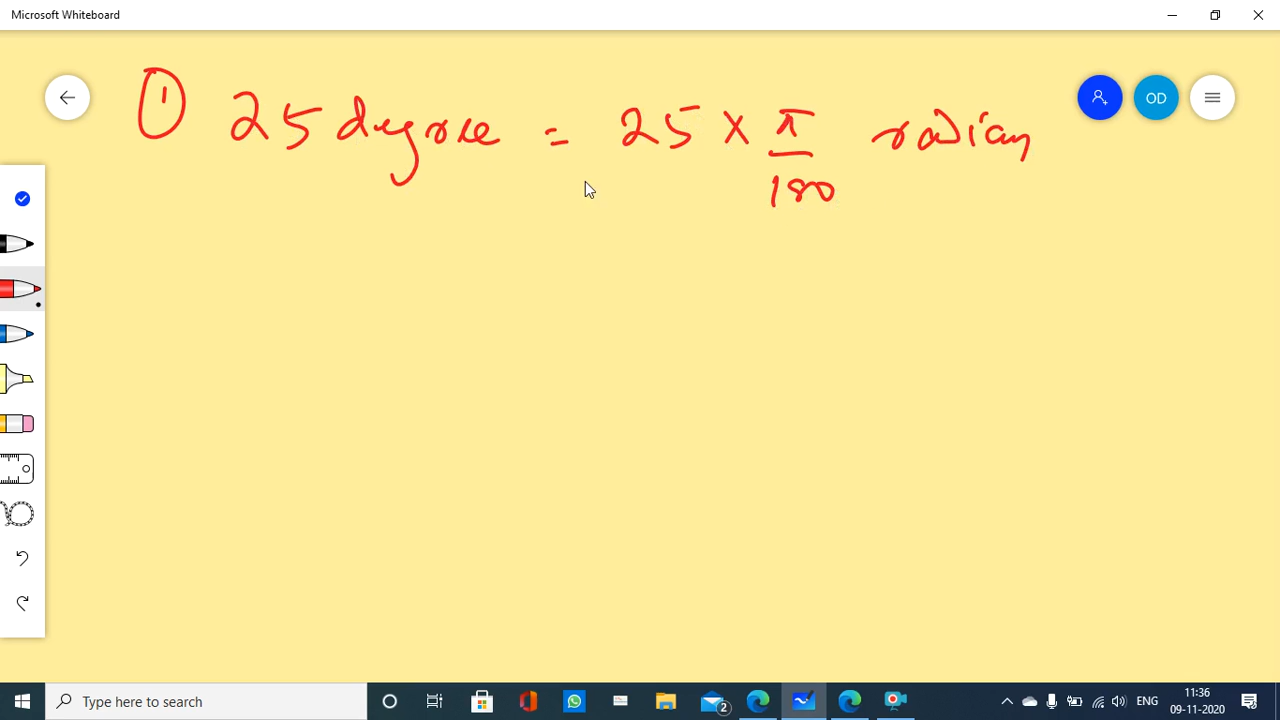 Microsoft Whiteboard
① 25 degree = 25 × π radian
180
OD
Type here to search
2
ENG
11:36
09-11-2020